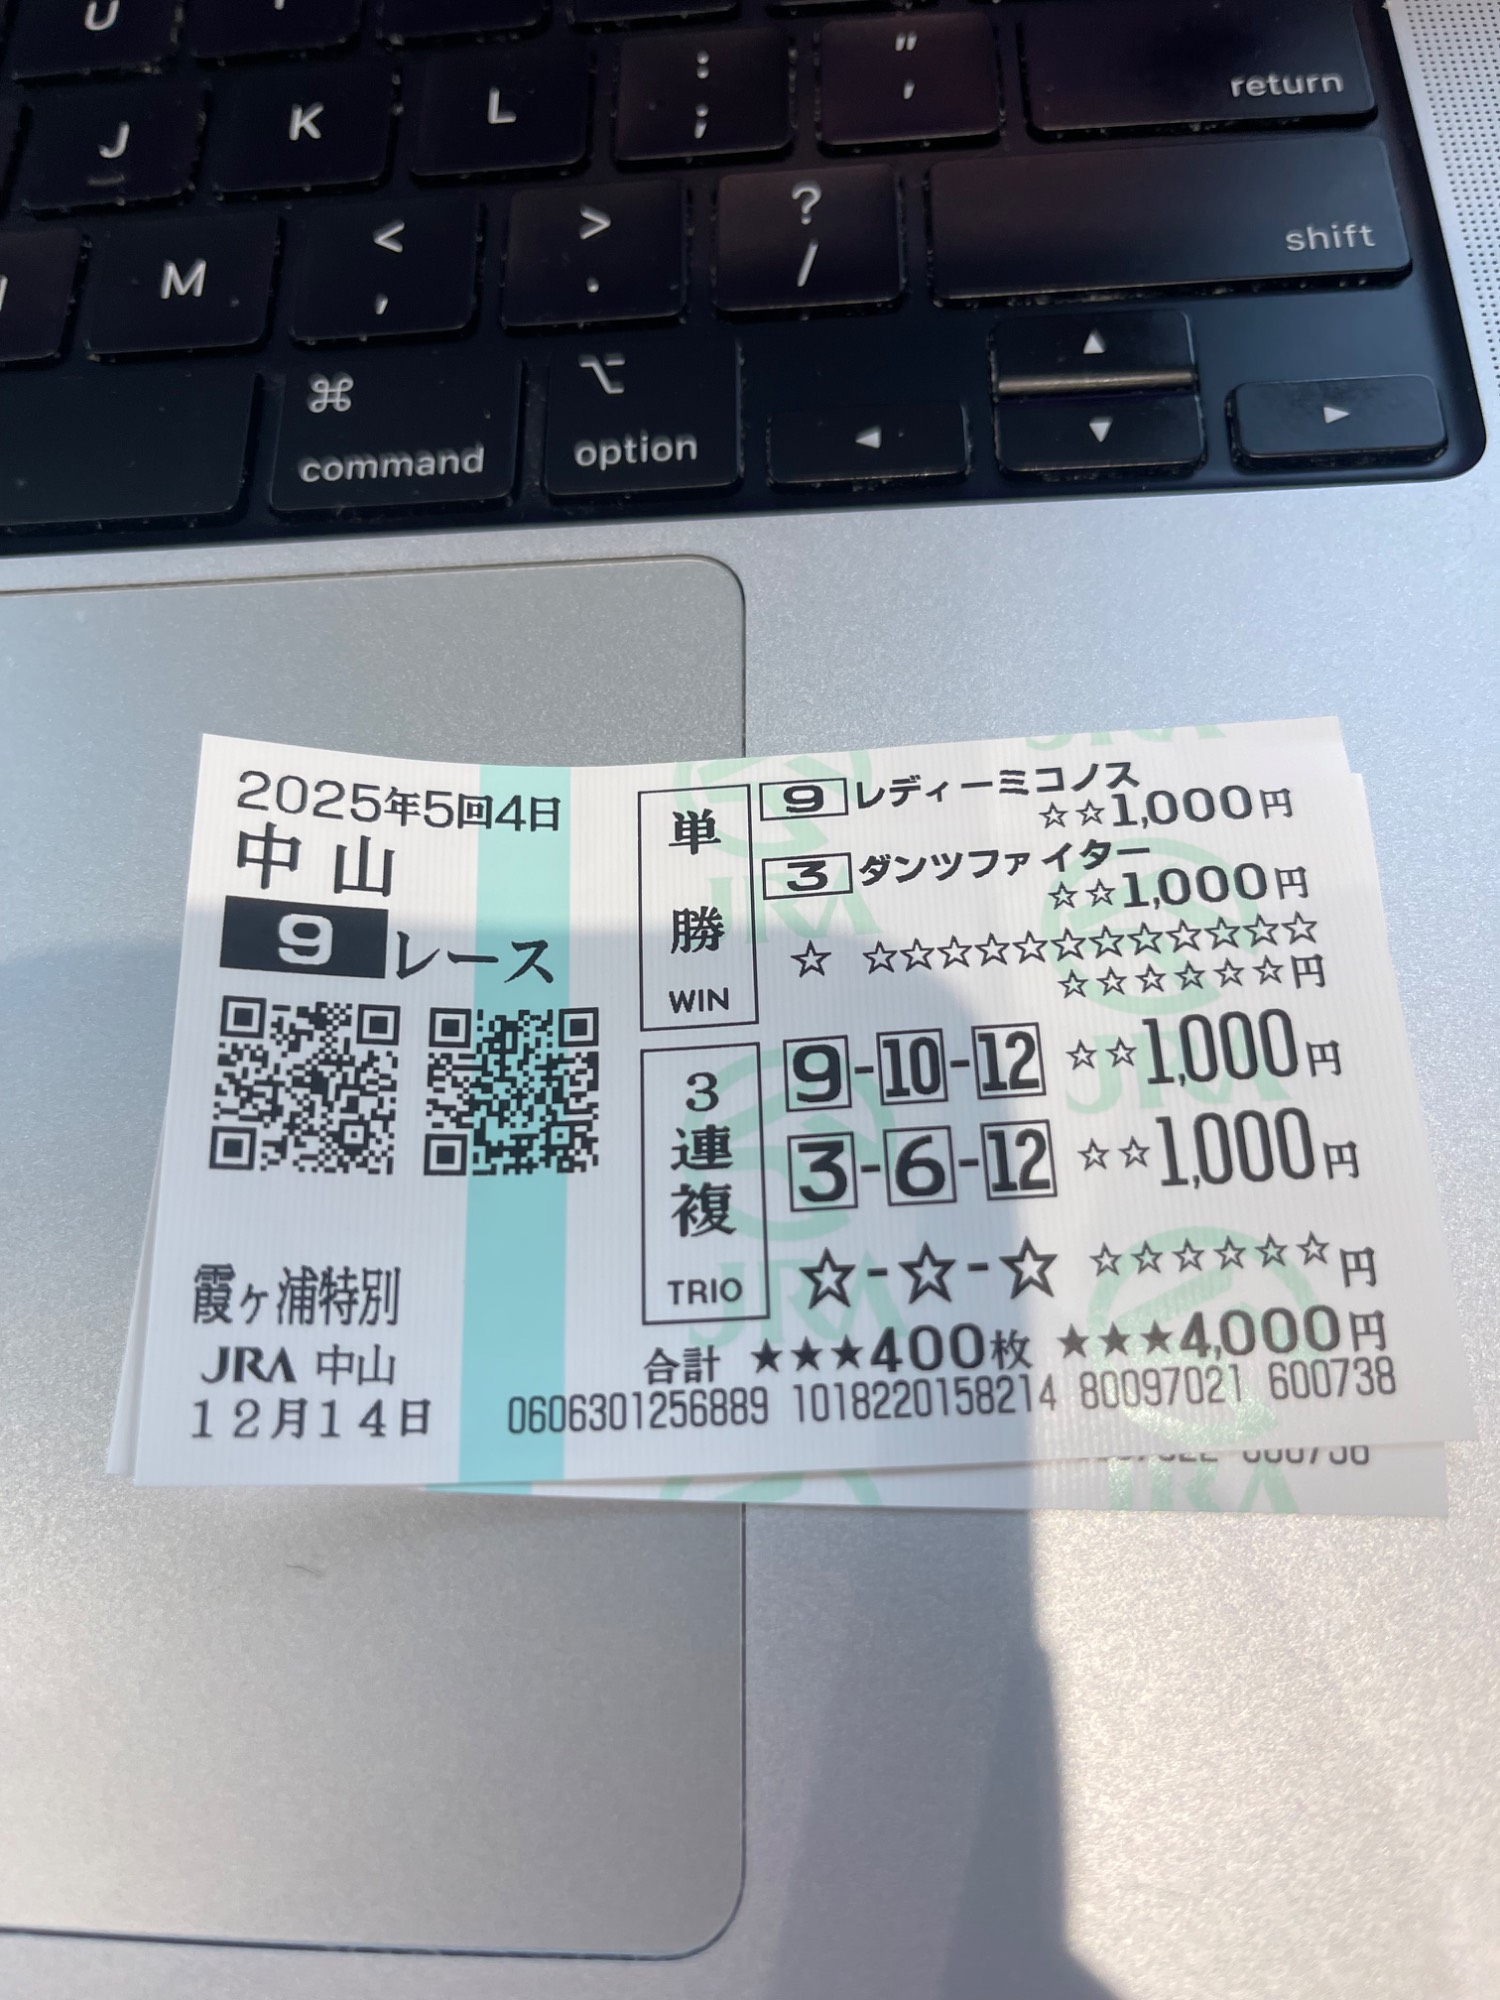 U
J
K
L
:
;
"
'
return
M
<
,
>
.
?
/
shift
⌘
command
⌥
option
▲
◀
▼
▶
2025年5回4日
中山
9レース
霞ヶ浦特別
JRA 中山
12月14日
単勝
WIN
9 レディーミコノス
☆☆1,000円
3 ダンツファイター
☆☆1,000円
☆ ☆☆☆☆☆☆☆☆☆☆☆☆
☆☆☆☆☆☆円
3連複
TRIO
9-10-12 ☆☆1,000円
3-6-12 ☆☆1,000円
☆-☆-☆ ☆☆☆☆☆☆円
合計 ★★★400枚 ★★★4,000円
0606301256889 1018220158214 80097021 600738
JRA